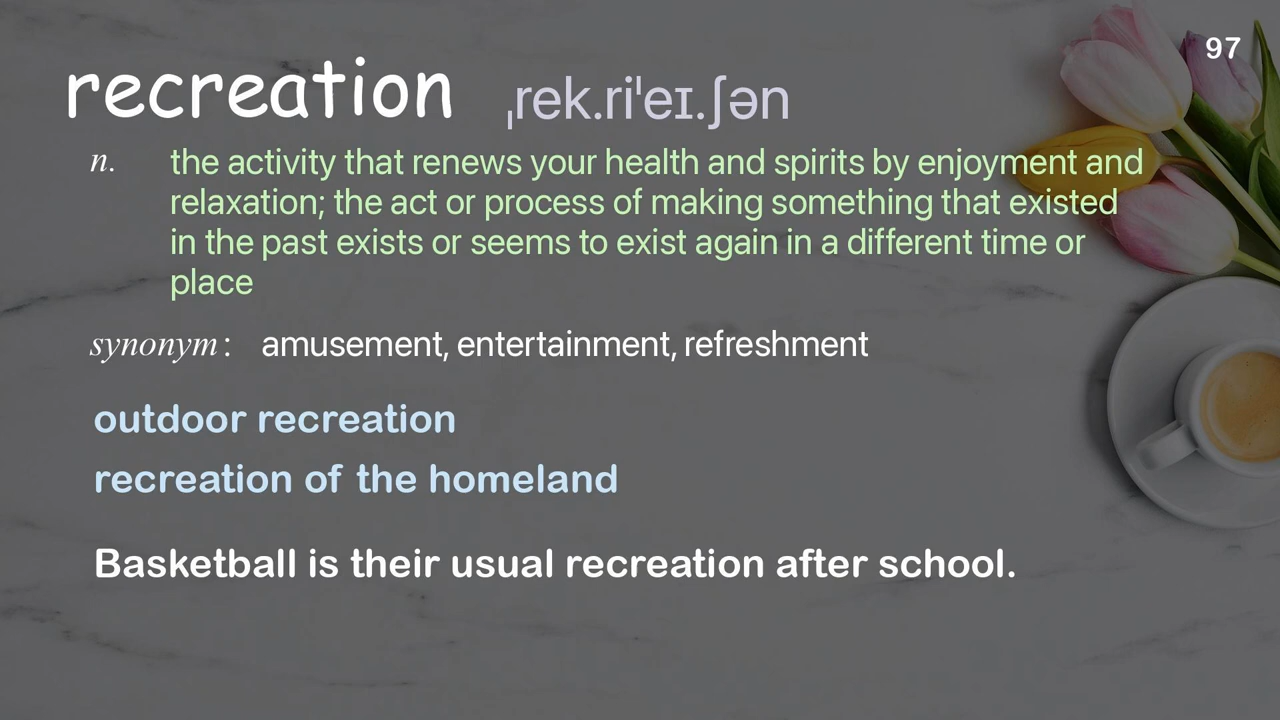 97
recreation ˌrek.riˈeɪ.ʃən
n. the activity that renews your health and spirits by enjoyment and
relaxation; the act or process of making something that existed
in the past exists or seems to exist again in a different time or
place
synonym: amusement, entertainment, refreshment
outdoor recreation
recreation of the homeland
Basketball is their usual recreation after school.